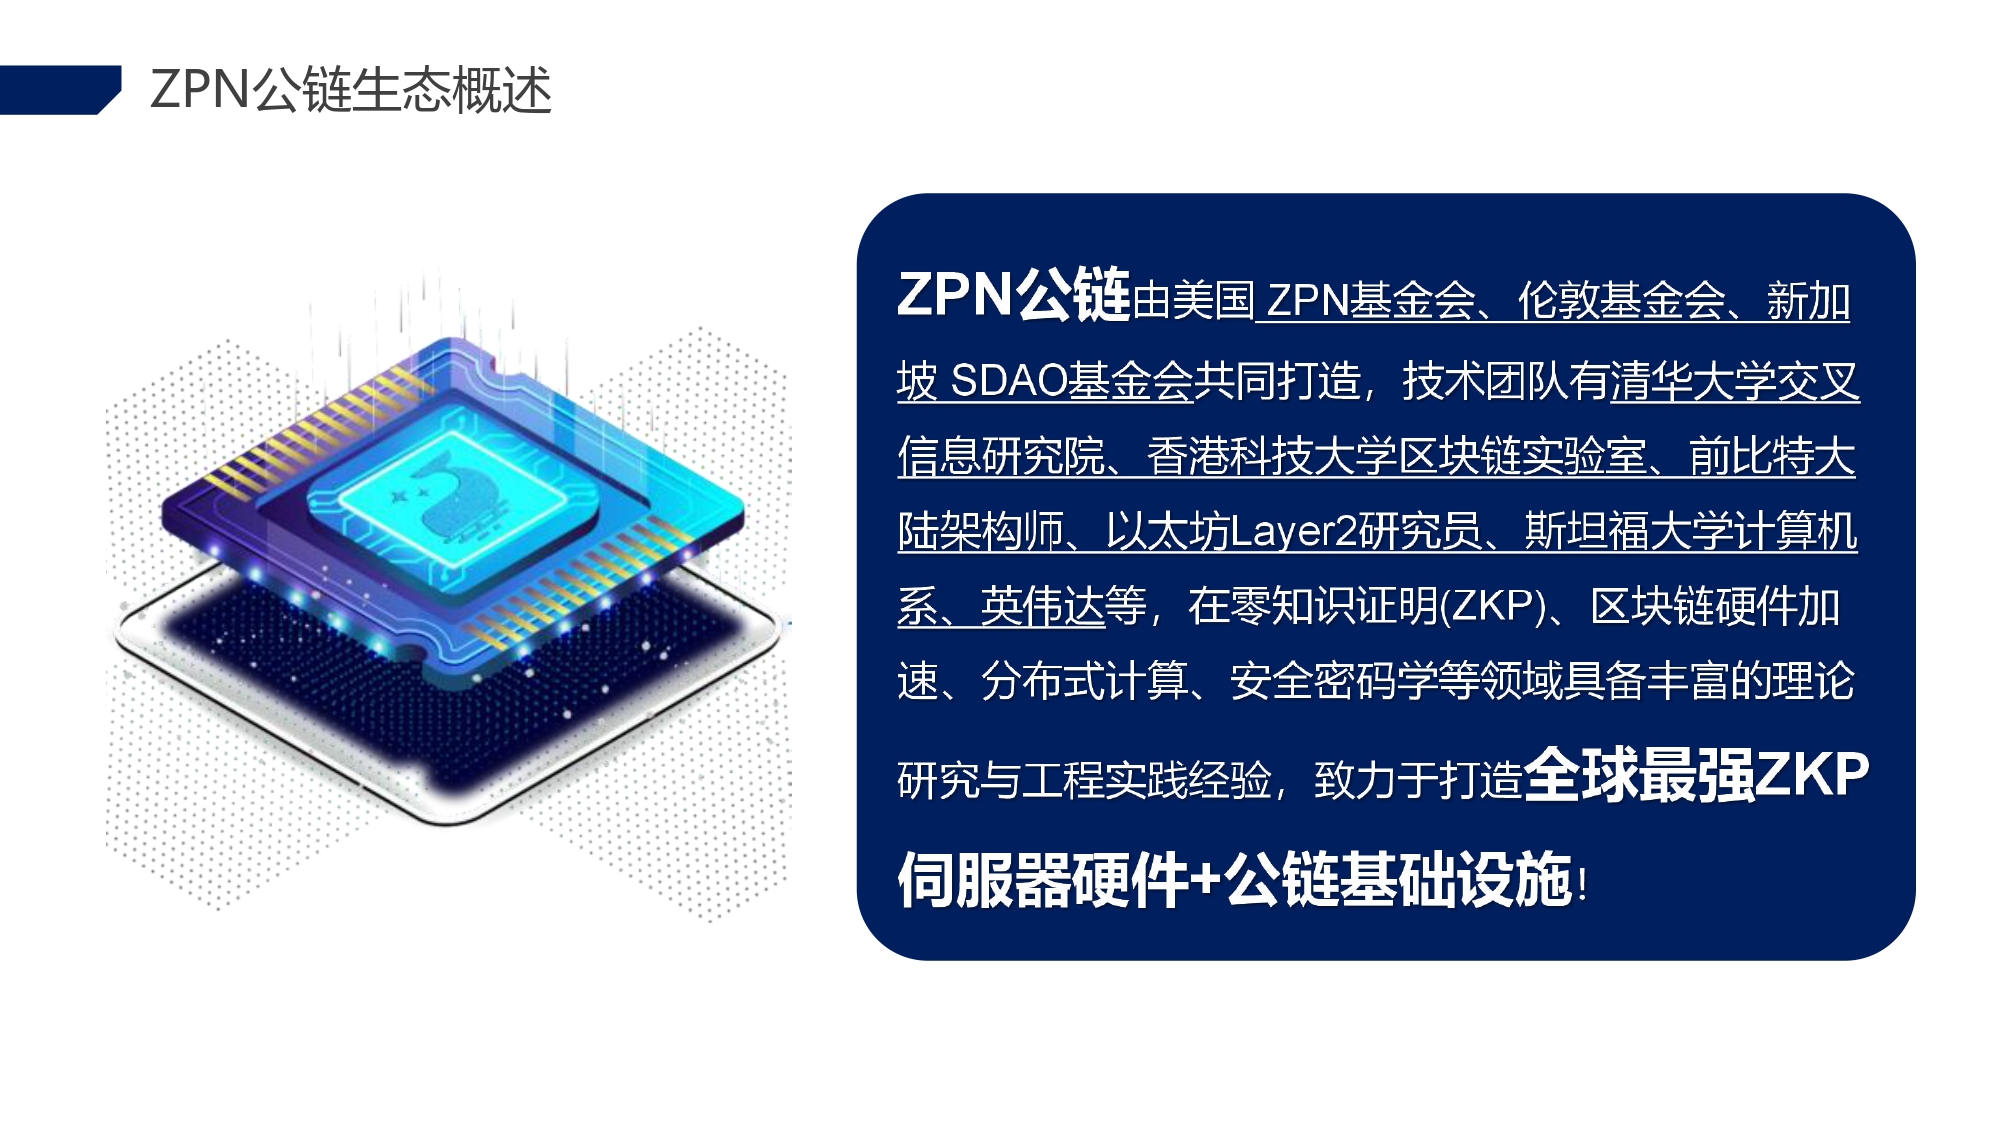 ZPN公链生态概述
ZPN公链由美国 ZPN基金会、伦敦基金会、新加
坡 SDAO基金会共同打造，技术团队有清华大学交叉
信息研究院、香港科技大学区块链实验室、前比特大
陆架构师、以太坊Layer2研究员、斯坦福大学计算机
系、英伟达等，在零知识证明(ZKP)、区块链硬件加
速、分布式计算、安全密码学等领域具备丰富的理论
研究与工程实践经验，致力于打造全球最强ZKP
伺服器硬件+公链基础设施！